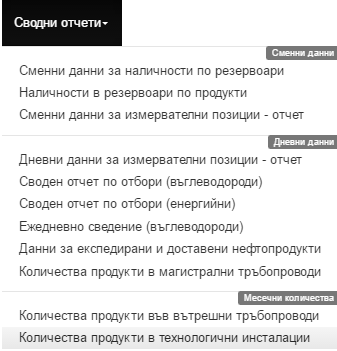 Сводни отчети
Сменни данни
Сменни данни за наличности по резервоари
Наличности в резервоари по продукти
Сменни данни за измервателни позиции - отчет
Дневни данни
Дневни данни за измервателни позиции - отчет
Сводeн отчет по отбори (въглеводороди)
Своден отчет по отбори (енергийни)
Ежедневно сведение (въглеводороди)
Данни за експедирани и доставени нефтопродукти
Количества продукти в магистрални тръбопроводи
Месечни количества
Количества продукти във вътрешни тръбопроводи
Количества продукти в технологични инсталации